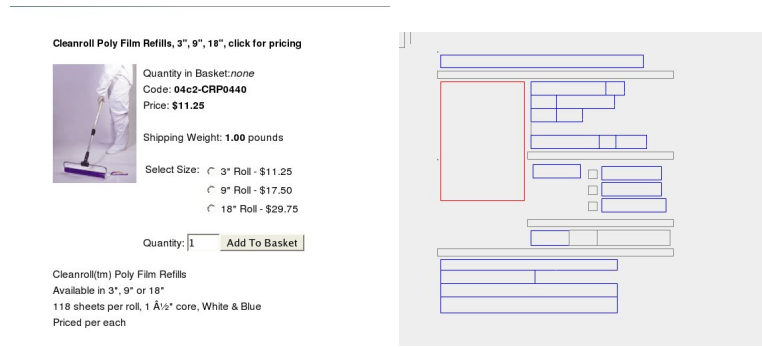 Cleanroll Poly Film Refills, 3", 9", 18", click for pricing
Quantity in Basket:none
Code: 04c2-CRP0440
Price: $11.25
Shipping Weight: 1.00 pounds
Select Size: 3" Roll - $11.25
9" Roll - $17.50
18" Roll - $29.75
Quantity: 1 Add To Basket
Cleanroll(tm) Poly Film Refills
Available in 3", 9" or 18"
118 sheets per roll, 1 Â½" core, White & Blue
Priced per each